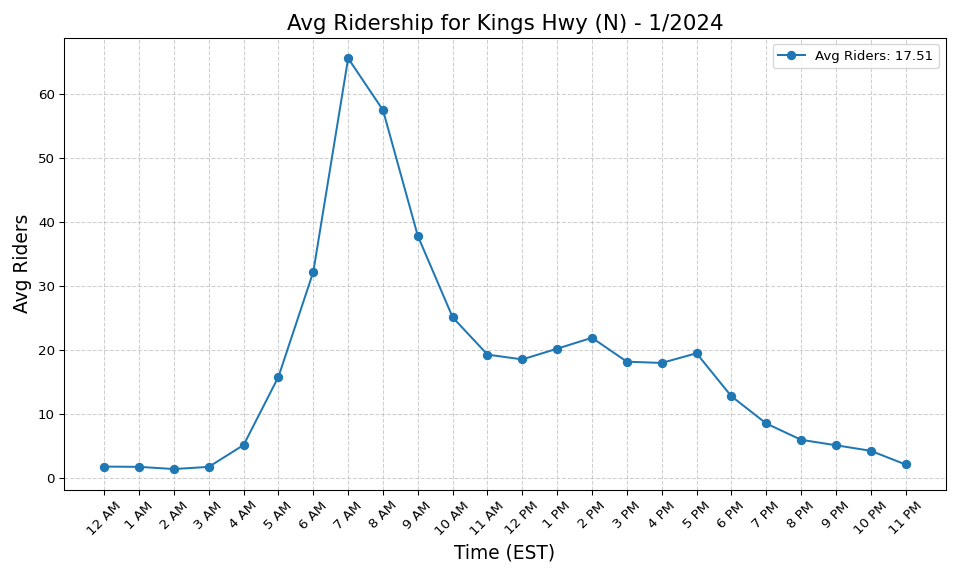 Avg Ridership for Kings Hwy (N) - 1/2024
Avg Riders: 17.51
Avg Riders
60
50
40
30
20
10
0
12 AM
1 AM
2 AM
3 AM
4 AM
5 AM
6 AM
7 AM
8 AM
9 AM
10 AM
11 AM
12 PM
1 PM
2 PM
3 PM
4 PM
5 PM
6 PM
7 PM
8 PM
9 PM
10 PM
11 PM
Time (EST)